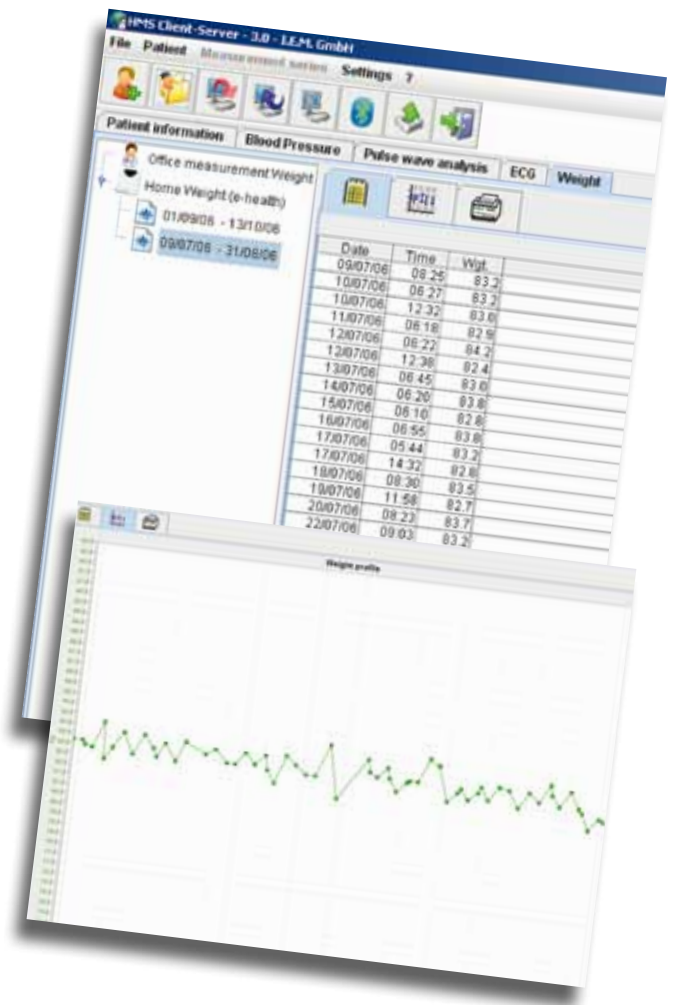 HMS Client-Server - 3.0 - I.E.M. GmbH
File Patient Measurement series Settings ?
Patient information Blood Pressure Pulse wave analysis ECG Weight
Office measurement Weight
Home Weight (e-health)
01/09/06 - 13/10/06
09/07/06 - 31/08/06
Date Time Wgt.
09/07/06 08:25 83.2
10/07/06 06:27 83.2
10/07/06 12:32 83.0
11/07/06 06:18 82.9
12/07/06 06:22 84.2
12/07/06 12:38 82.4
13/07/06 06:45 83.0
14/07/06 06:20 83.8
15/07/06 06:10 82.8
16/07/06 06:55 83.8
17/07/06 05:44 83.2
17/07/06 14:32 82.8
18/07/06 08:30 83.5
19/07/06 11:58 82.7
20/07/06 08:23 83.7
22/07/06 09:03 83.2
Weight profile